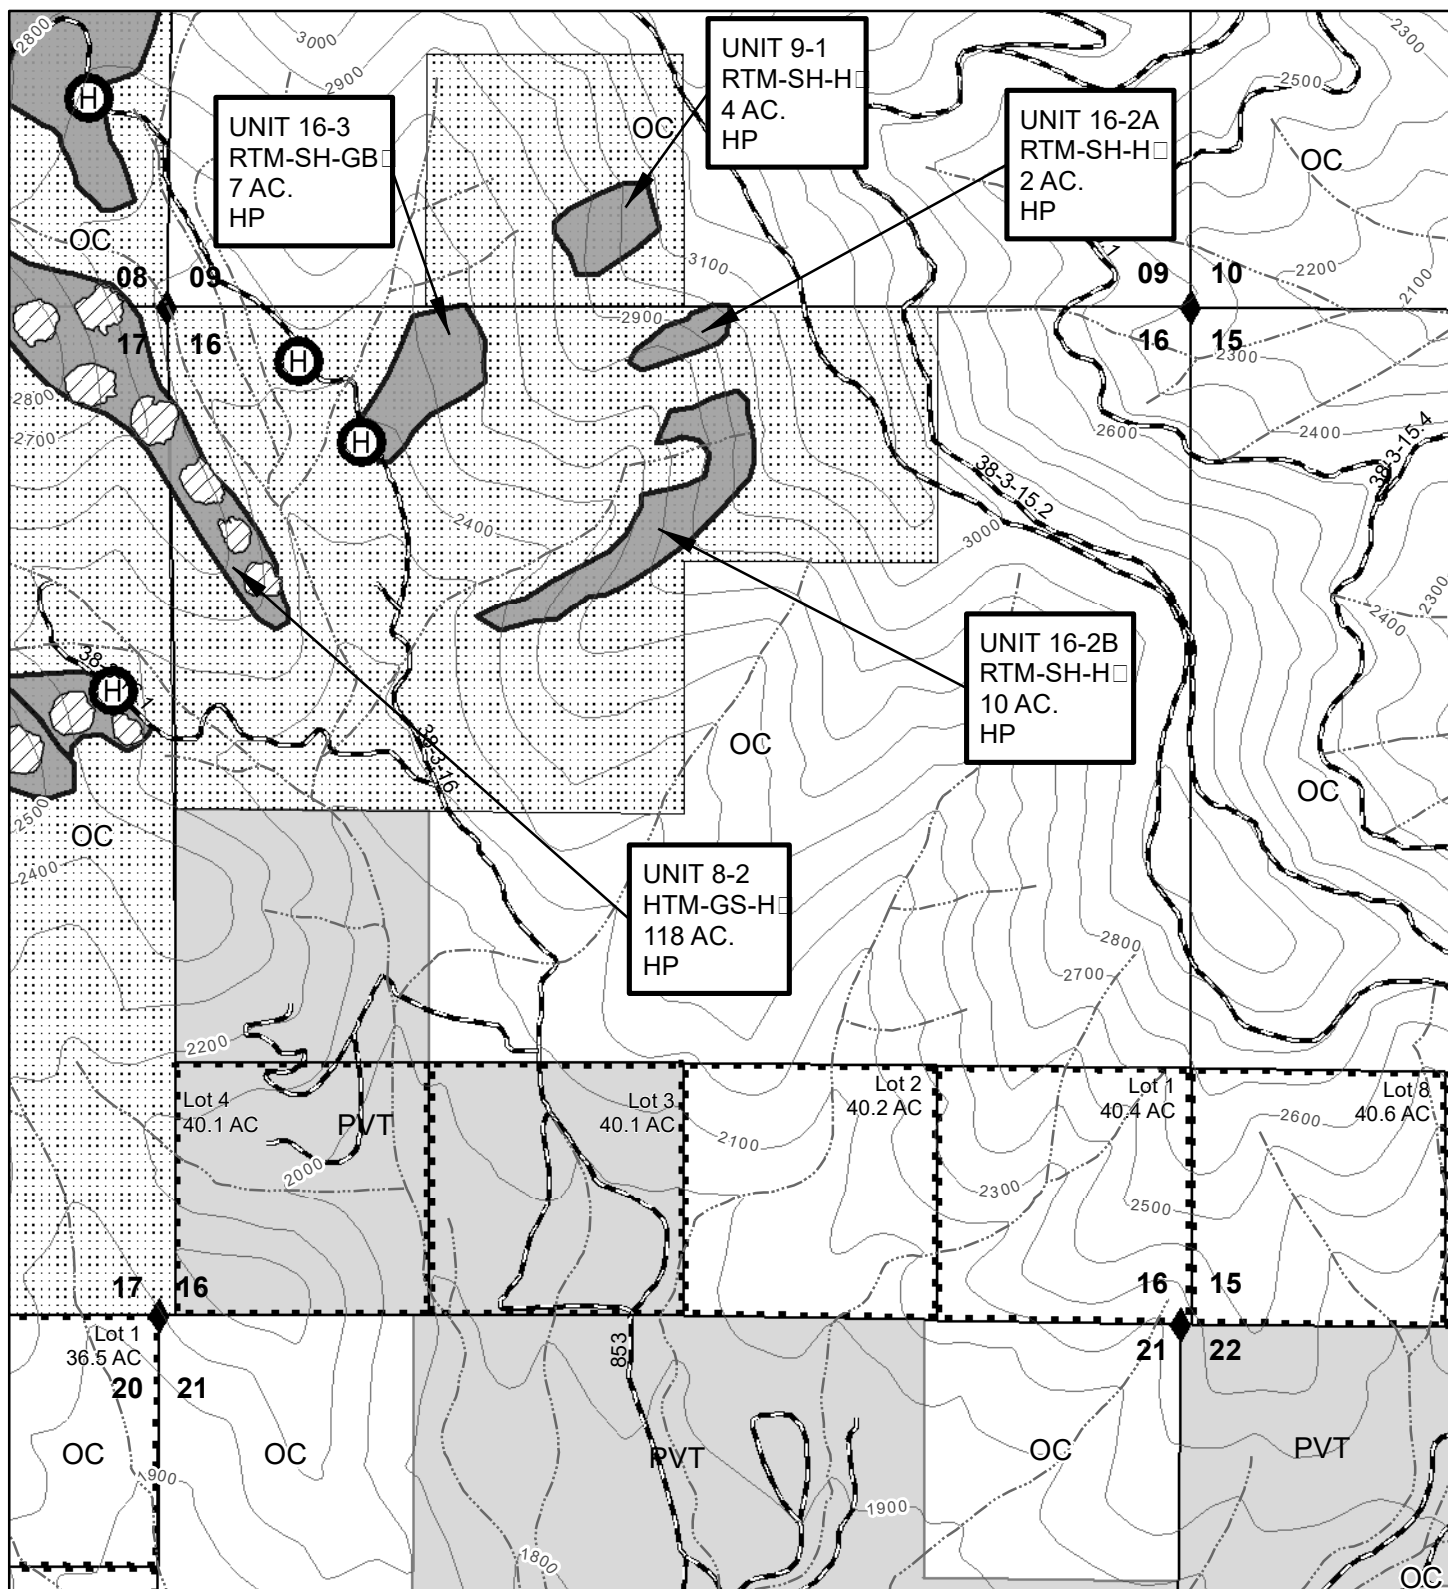 2800
3000
2900
H
UNIT 16-3
RTM-SH-GB□
7 AC.
HP
UNIT 9-1
RTM-SH-H□
4 AC.
HP
OC
UNIT 16-2A
RTM-SH-H□
2 AC.
HP
2300
2500
OC
OC
3100
2200
2100
08
09
09
10
17
16
2900
16
15
2300
H
2800
2700
H
2600
2400
38-3-15.4
38-3-15.2
2400
3000
2300
2400
UNIT 16-2B
RTM-SH-H□
10 AC.
HP
H
38-3-16
OC
OC
2500
OC
2400
UNIT 8-2
HTM-GS-H□
118 AC.
HP
2800
2700
2200
Lot 4
40.1 AC
PVT
Lot 3
40.1 AC
Lot 2
40.2 AC
Lot 1
40.4 AC
Lot 8
40.6 AC
2100
2600
2000
2300
2500
17
16
16
15
Lot 1
36.5 AC
853
21
22
20
21
OC
OC
PVT
OC
PVT
1900
1900
1800
OC